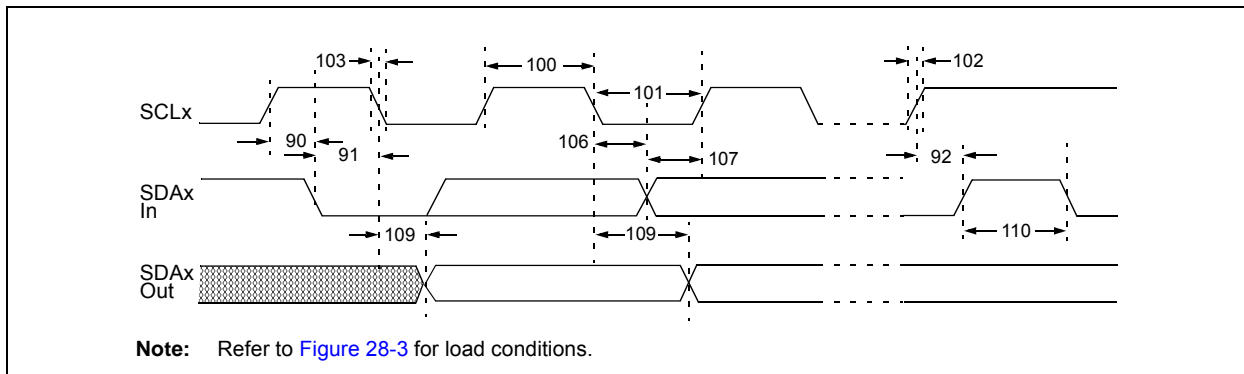 103
100
102
101
SCLx
90
91
106
107
92
SDAx
In
109
109
110
SDAx
Out
Note: Refer to Figure 28-3 for load conditions.